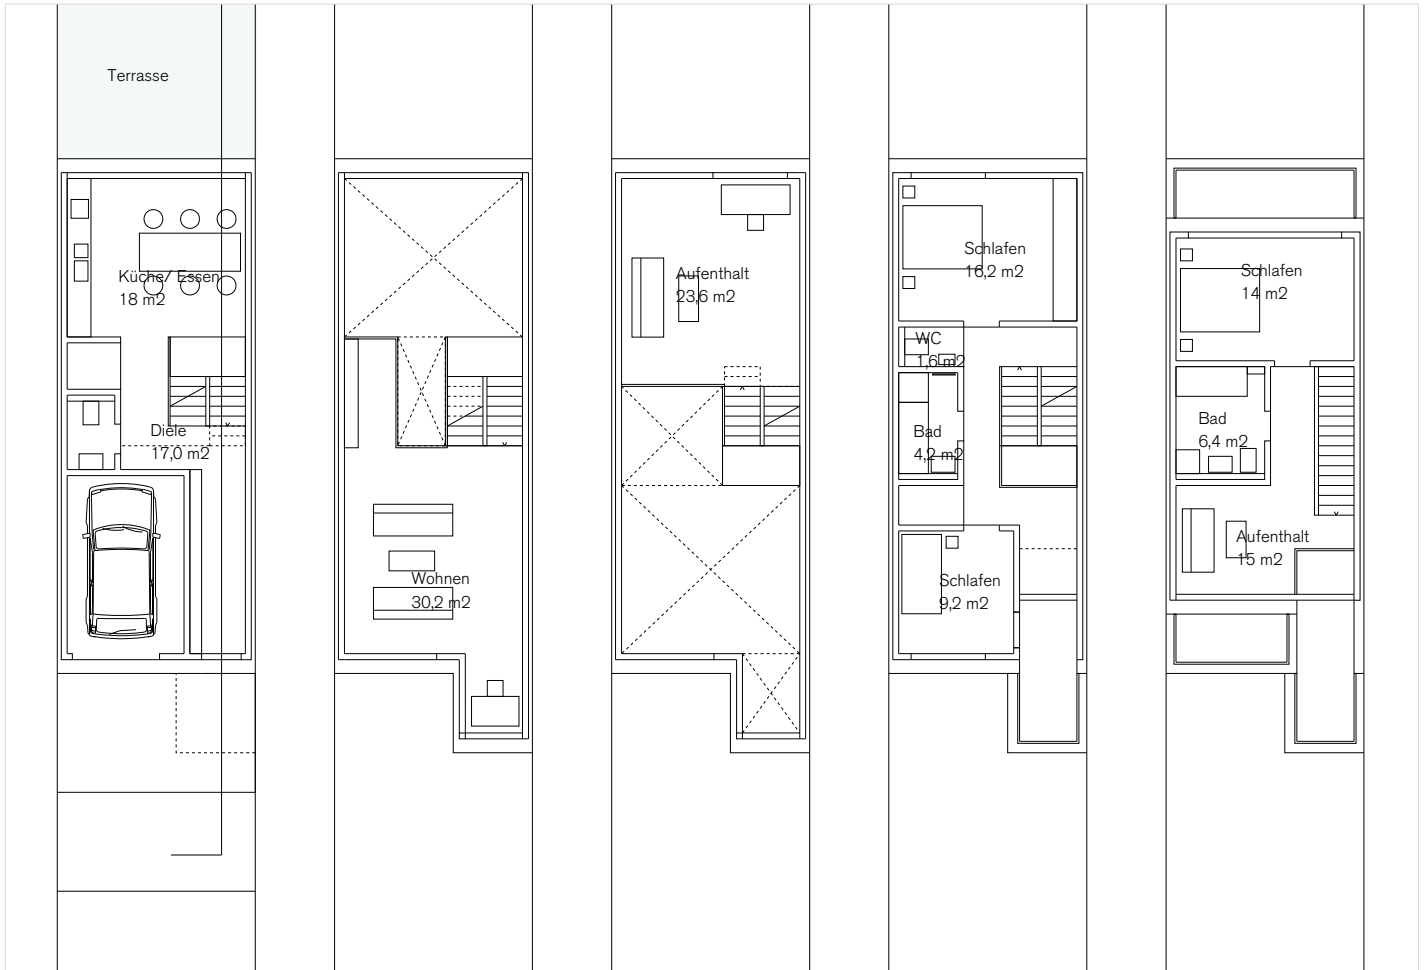 Terrasse
Küche/ Essen
18 m2
Diele
17,0 m2
Wohnen
30,2 m2
Aufenthalt
23,6 m2
Schlafen
16,2 m2
WC
1,6 m2
Bad
4,2 m2
Schlafen
9,2 m2
Schlafen
14 m2
Bad
6,4 m2
Aufenthalt
15 m2